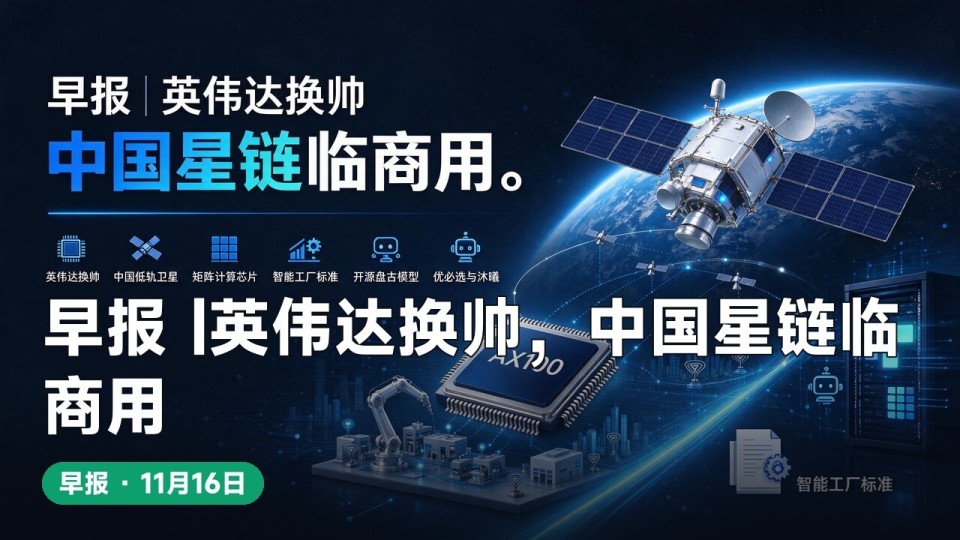 早报|英伟达换帅
中国星链临商用。
英伟达换帅 中国低轨卫星 矩阵计算芯片 智能工厂标准 开源盘古模型 优必选与沐曦
早报 |英伟达换帅，中国星链临
商用
AX100
早报 · 11月16日
智能工厂标准